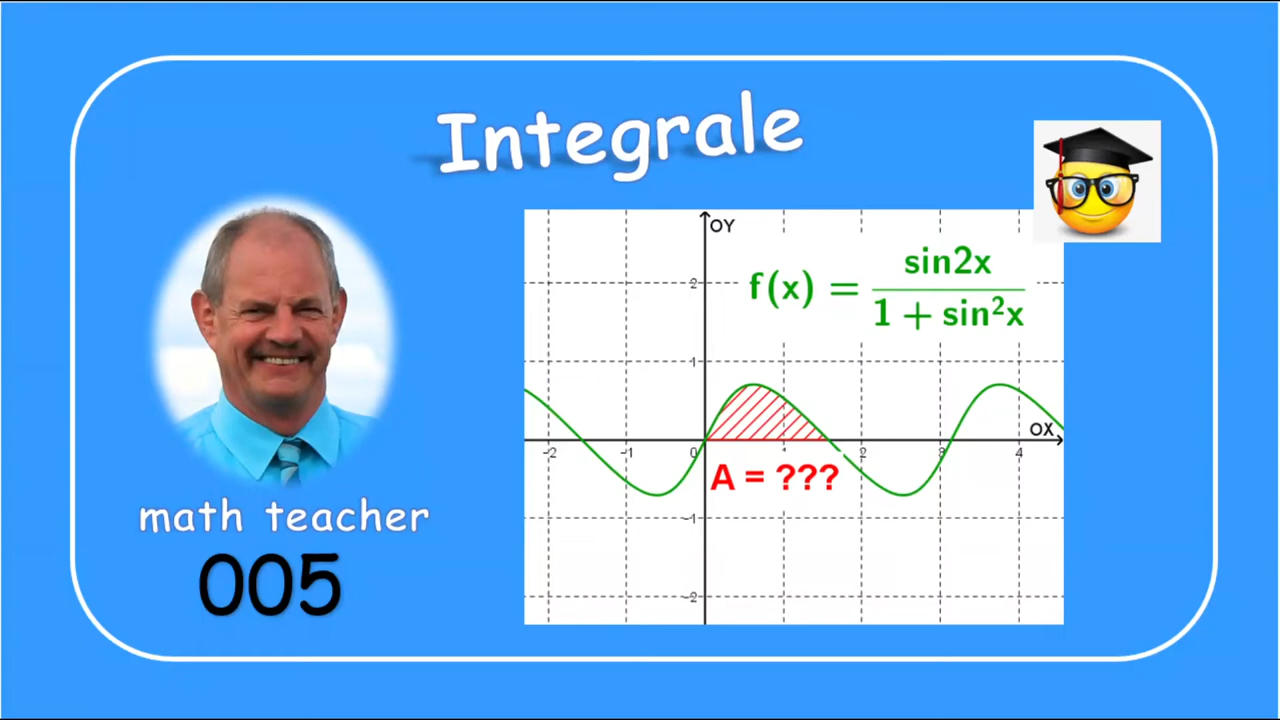 Integrale
OY
f(x) = sin2x / 1 + sin²x
2
1
OX
-2
-1
0
1
2
3
4
A = ???
-1
-2
math teacher
005